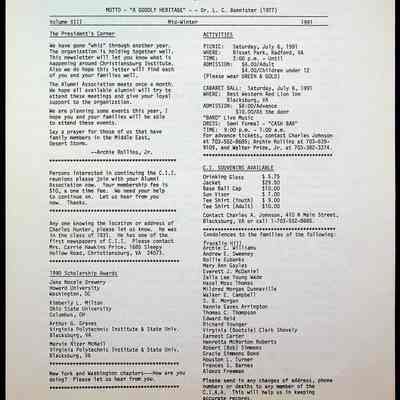 MOTTO - "A GOODLY HERITAGE" - - Dr. L. C. Bannister (1977)
Volume XIII Mid-Winter 1991
The President's Corner
We have gone "whiz" through another year.
The organization is holding together well.
This newsletter will let you know what is
happening around Christiansburg Institute.
Also we do hope this letter will find each
of you and your families well.
The Alumni Association meets once a month.
We hope all available alumni will try to
attend these meetings and give your loyal
support to the organization.
We are planning some events this year, I
hope you and your families will be able
to attend these events.
Say a prayer for those of us that have
family members in the Middle East,
Desert Storm.
--Archie Rollins, Jr.
Persons interested in continuing the C.I.
reunions please join with your Alumni
Association now. Your membership fee is
$10, a one time fee. We need your help
to continue on. Let us hear from you
now. Thanks.
Any one knowing the location or address of
Charles Hunter, please let us know. He was
in the class of 1931. He has one of the
first newspapers of C.I.I. Please contact
Mrs. Carrie Hawkins Price, 1685 Sleepy
Hollow Road, Christiansburg, VA. 24073.
1990 Scholarship Awards
Jaka Nozole Drewery
Howard University
Washington, DC
Kimberly L. Milton
Ohio State University
Columbus, OH
Arthur G. Graves
Virginia Polytechnic Institute & State Univ.
Blacksburg, VA
Mervin Rizer McNeil
Virginia Polytechnic Institute & State Univ.
Blacksburg, VA
New York and Washington chapters---How are you
doing? Please let us hear from you.
ACTIVITIES
PICNIC: Saturday, July 6, 1991
WHERE: Bisset Park, Radford, VA
TIME: 3:00 p.m. - Until
ADMISSION: $4.00/Adult
$4.00/Children under 12
(Please wear GREEN & GOLD)
CABARET BALL: Saturday, July 6, 1991
WHERE: Best Western Red Lion Inn
Blacksburg, VA
ADMISSION: $8.00/Advance
$10.00/At the door
"BAND" Live Music
DRESS: Semi Formal - "CASH BAR"
TIME: 9:00 p.m. - 1:00 a.m.
For advance tickets, contact Charles Johnson
at 703-552-0605; Archie Rollins at 703-639-
9109, and Walter Price, Jr. at 703-382-3374.
C.I. SOUVENIRS AVAILABLE
Drinking Glass $ 5.75
Jacket $29.50
Base Ball Cap $10.00
Sun Visor $ 7.00
Tee Shirt (Youth) $ 9.00
Tee Shirt (Adult) $10.00
Contact Charles A. Johnson, 410 N Main Street,
Blacksburg, VA or call 1-703-552-0605.
Condolences to the families of the following:
Franklin Hill
Archie C. Williams
Andrew E. Sweeney
Rollie Eubanks
Mary Ann Gayles
Everett J. McDaniel
Zella Lee Young Wade
Hazel Moss Thomas
Mildred Morgan Dunnaville
Walker E. Campbell
S. B. Morgan
Nannie Eaves Arrington
Thomas C. Thompson
Edward Reid
Richard Younger
Virginia (Dootsie) Clark Shovely
Earnest Carter
Henretta McHorton Roberts
Robert (Bob) Simmons
Gracie Simmons Bond
Houston L. Turner
Frances L. Barnes
Alonzo Freeman
Please send in any changes of address, phone
numbers or deaths to any member of the
C.I.A.A. This will help us in keeping
accurate records.